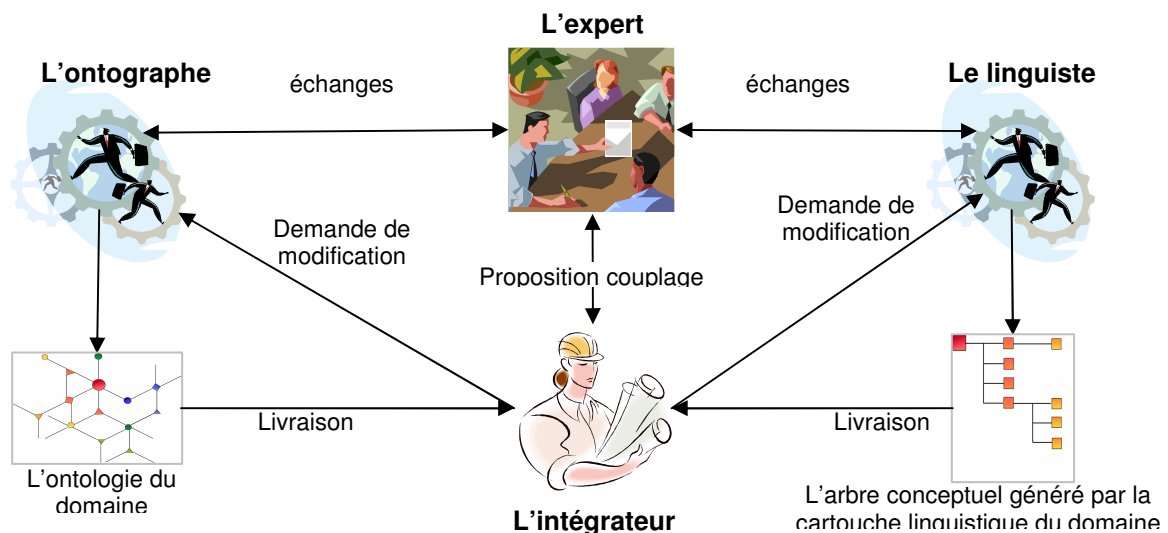 L'expert
L'ontographe
échanges
échanges
Le linguiste
Demande de
modification
Demande de
modification
Proposition couplage
Livraison
Livraison
L'ontologie du
domaine
L'intégrateur
L'arbre conceptuel généré par la
cartouche linguistique du domaine